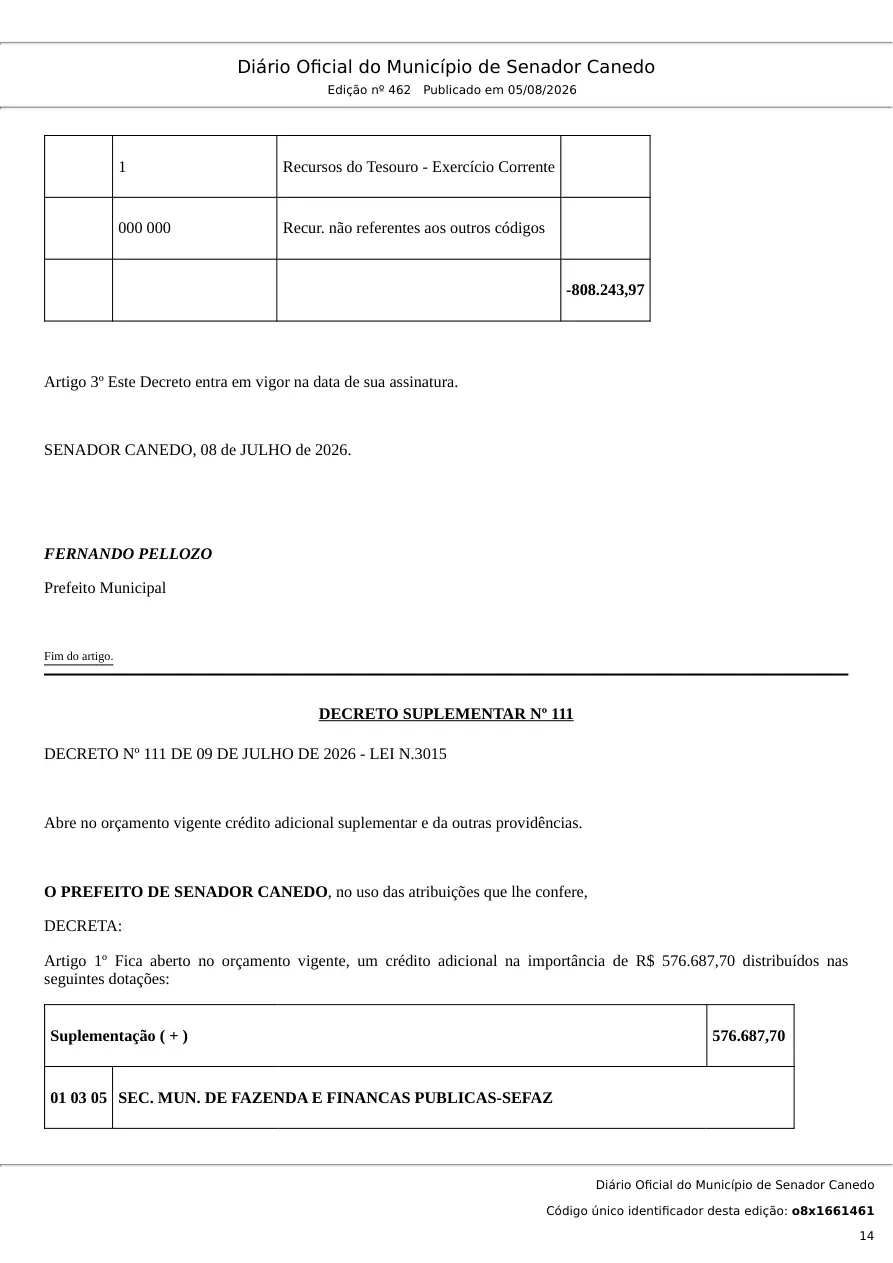 Diário Oficial do Município de Senador Canedo
Edição nº 462 Publicado em 05/08/2026
1 Recursos do Tesouro - Exercício Corrente
000 000 Recur. não referentes aos outros códigos
-808.243,97
Artigo 3º Este Decreto entra em vigor na data de sua assinatura.
SENADOR CANEDO, 08 de JULHO de 2026.
FERNANDO PELLOZO
Prefeito Municipal
Fim do artigo.
DECRETO SUPLEMENTAR Nº 111
DECRETO Nº 111 DE 09 DE JULHO DE 2026 - LEI N.3015
Abre no orçamento vigente crédito adicional suplementar e da outras providências.
O PREFEITO DE SENADOR CANEDO, no uso das atribuições que lhe confere,
DECRETA:
Artigo 1º Fica aberto no orçamento vigente, um crédito adicional na importância de R$ 576.687,70 distribuídos nas
seguintes dotações:
Suplementação ( + ) 576.687,70
01 03 05 SEC. MUN. DE FAZENDA E FINANCAS PUBLICAS-SEFAZ
Diário Oficial do Município de Senador Canedo
Código único identificador desta edição: o8x1661461
14